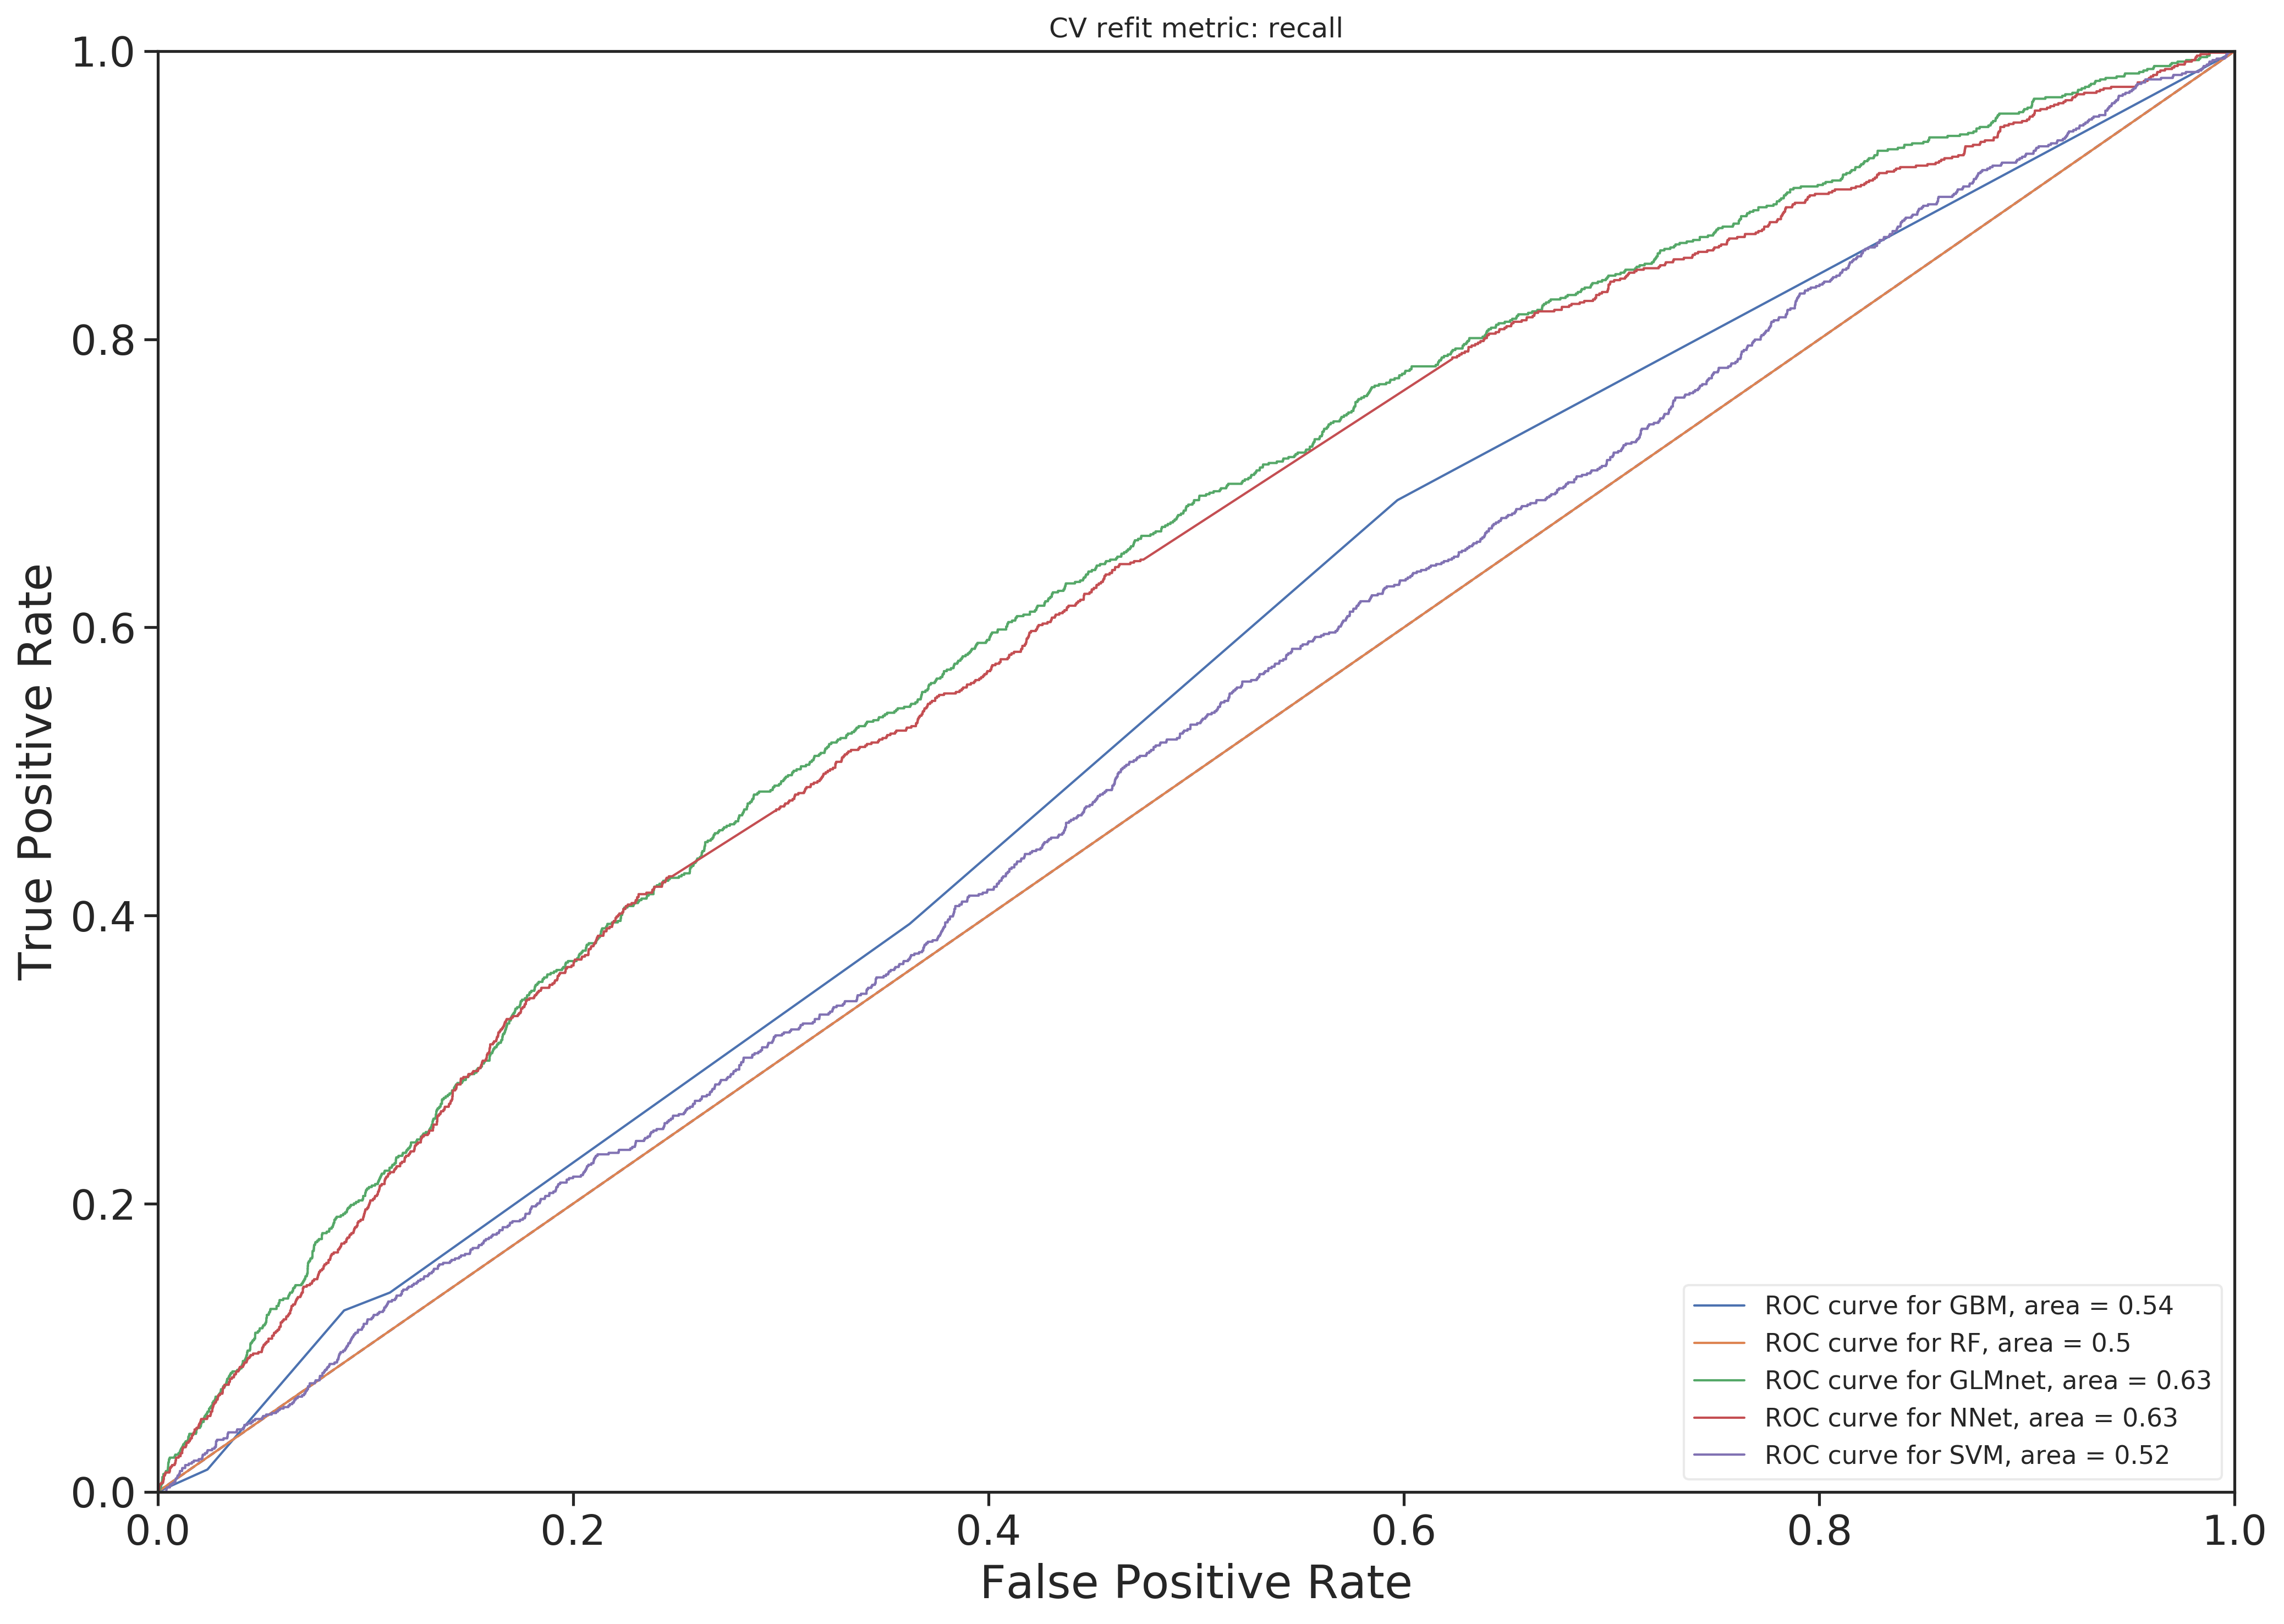 CV refit metric: recall
1.0
0.8
0.6
0.4
0.2
0.0
True Positive Rate
ROC curve for GBM, area = 0.54
ROC curve for RF, area = 0.5
ROC curve for GLMnet, area = 0.63
ROC curve for NNet, area = 0.63
ROC curve for SVM, area = 0.52
0.0 0.2 0.4 0.6 0.8 1.0
False Positive Rate